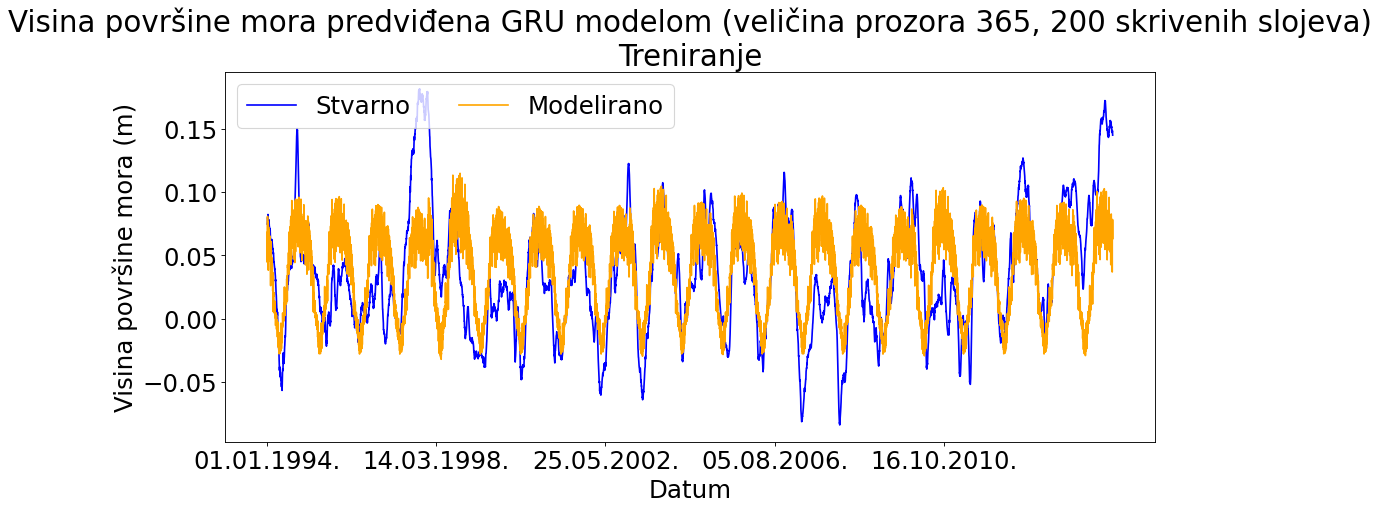 Visina površine mora predviđena GRU modelom (veličina prozora 365, 200 skrivenih slojeva)
Treniranje
Stvarno
Modelirano
Visina površine mora (m)
0.15
0.10
0.05
0.00
−0.05
01.01.1994.
14.03.1998.
25.05.2002.
05.08.2006.
16.10.2010.
Datum